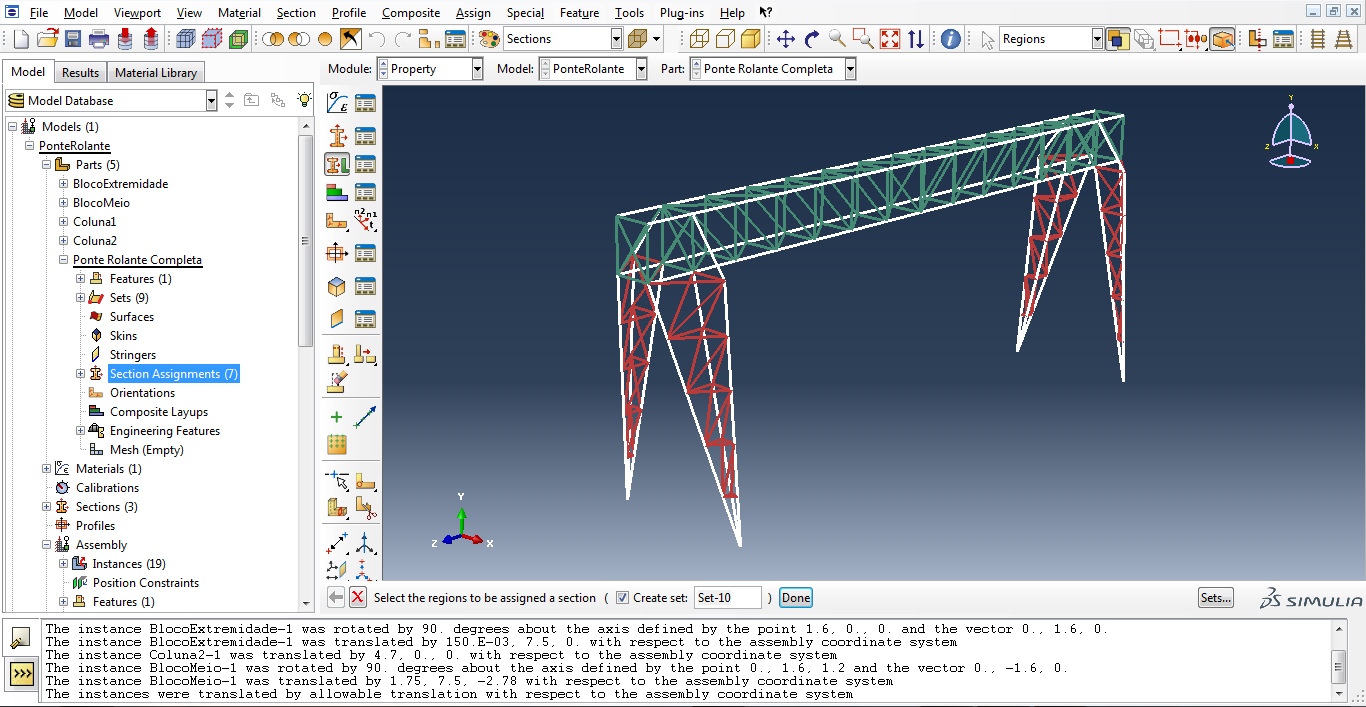 File Model Viewport View Material Section Profile Composite Assign Special Feature Tools Plug-ins Help
Sections
Regions
Model Results Material Library
Module: Property Model: PonteRolante Part: Ponte Rolante Completa
Model Database
Models (1)
PonteRolante
Parts (5)
BlocoExtremidade
BlocoMeio
Coluna1
Coluna2
Ponte Rolante Completa
Features (1)
Sets (9)
Surfaces
Skins
Stringers
Section Assignments (7)
Orientations
Composite Layups
Engineering Features
Mesh (Empty)
Materials (1)
Calibrations
Sections (3)
Profiles
Assembly
Instances (19)
Position Constraints
Features (1)
Y
Z X
Y
Z X
Select the regions to be assigned a section ( Create set: Set-10 ) Done Sets...
SIMULIA
The instance BlocoExtremidade-1 was rotated by 90. degrees about the axis defined by the point 1.6, 0., 0. and the vector 0., 1.6, 0.
The instance BlocoExtremidade-1 was translated by 150.E-03, 7.5, 0. with respect to the assembly coordinate system
The instance Coluna2-1 was translated by 4.7, 0., 0. with respect to the assembly coordinate system
The instance BlocoMeio-1 was rotated by 90. degrees about the axis defined by the point 0., 1.6, 1.2 and the vector 0., -1.6, 0.
The instance BlocoMeio-1 was translated by 1.75, 7.5, -2.78 with respect to the assembly coordinate system
The instances were translated by allowable translation with respect to the assembly coordinate system